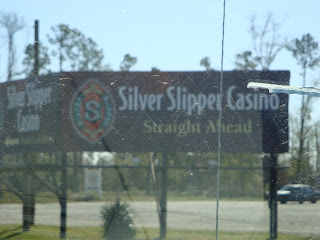 Silver Slipper
Casino
S
Silver Slipper Casino
Straight Ahead